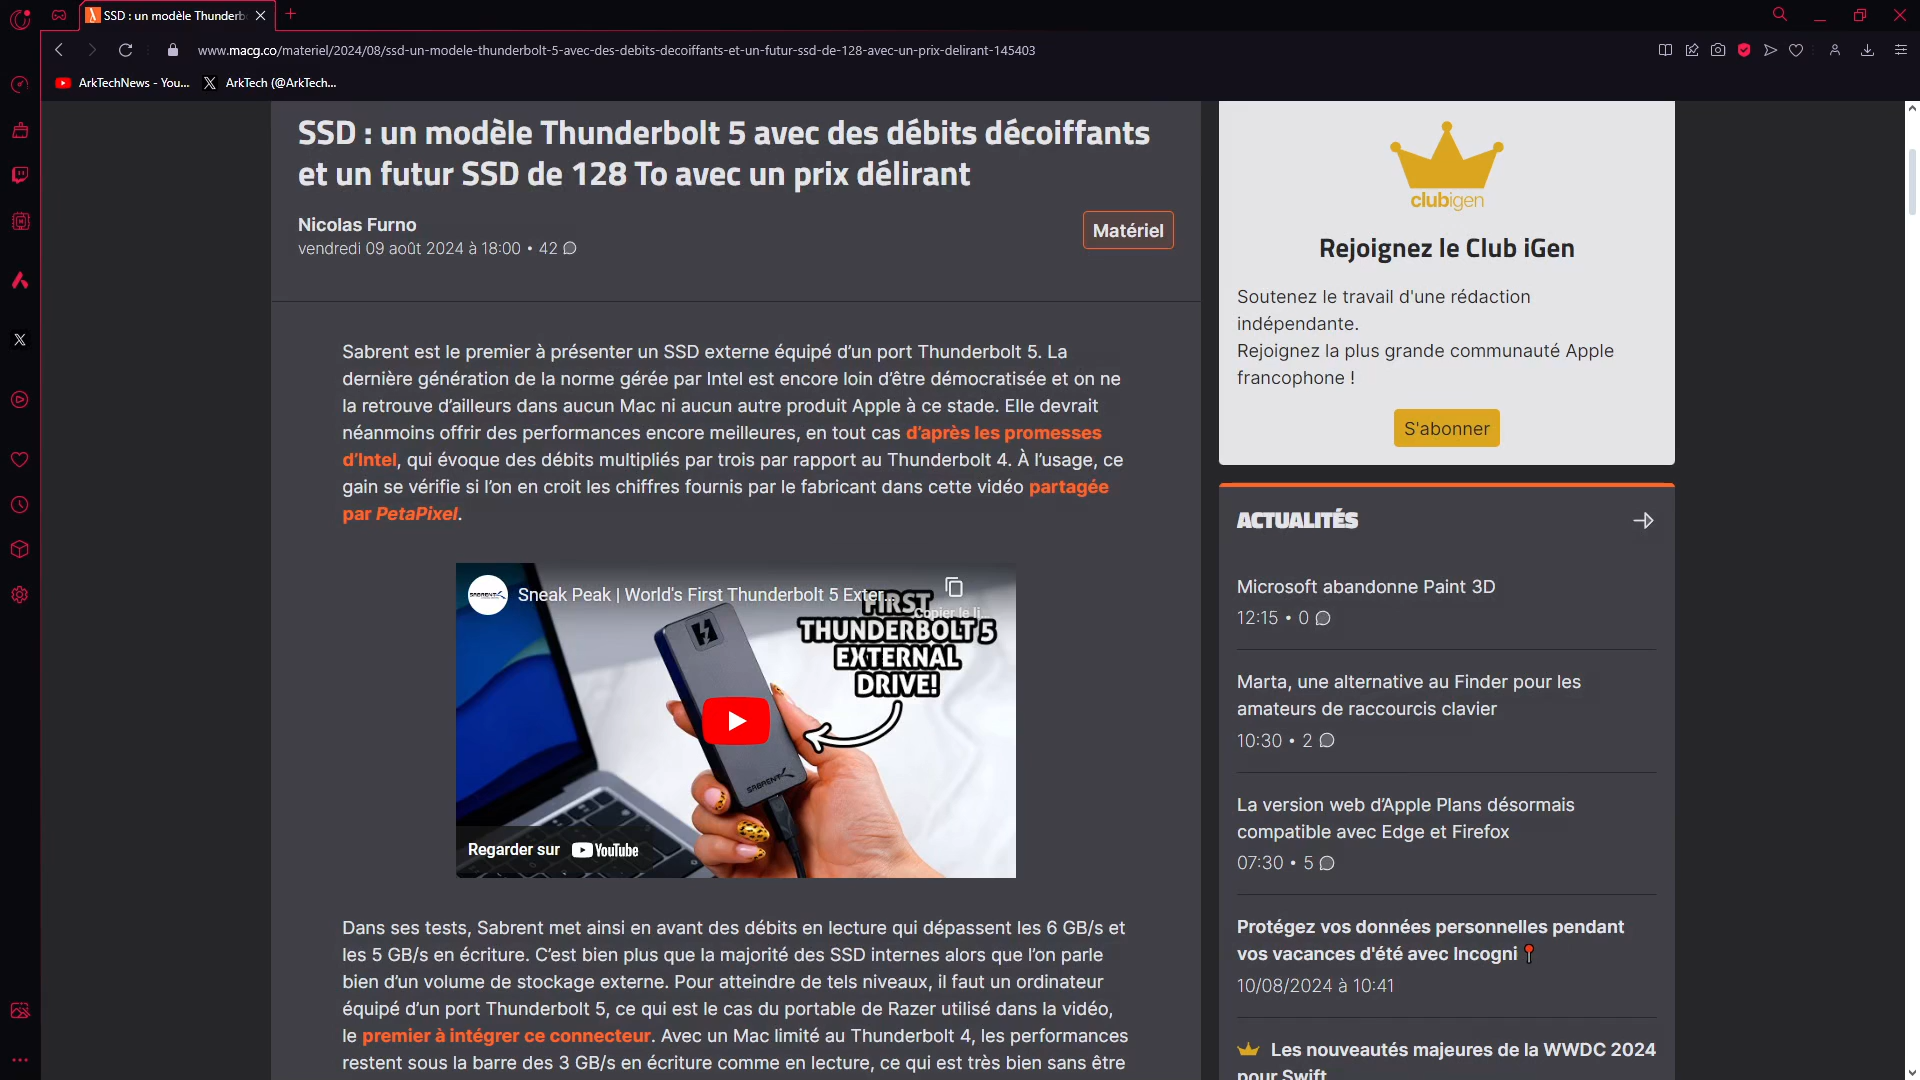 SSD : un modèle Thunderb
www.macg.co/materiel/2024/08/ssd-un-modele-thunderbolt-5-avec-des-debits-decoiffants-et-un-futur-ssd-de-128-avec-un-prix-delirant-145403
ArkTechNews - You...
ArkTech (@ArkTech...
SSD : un modèle Thunderbolt 5 avec des débits décoiffants
et un futur SSD de 128 To avec un prix délirant
Nicolas Furno
vendredi 09 août 2024 à 18:00 • 42
Matériel
Sabrent est le premier à présenter un SSD externe équipé d’un port Thunderbolt 5. La
dernière génération de la norme gérée par Intel est encore loin d’être démocratisée et on ne
la retrouve d’ailleurs dans aucun Mac ni aucun autre produit Apple à ce stade. Elle devrait
néanmoins offrir des performances encore meilleures, en tout cas d’après les promesses
d’Intel, qui évoque des débits multipliés par trois par rapport au Thunderbolt 4. À l’usage, ce
gain se vérifie si l’on en croit les chiffres fournis par le fabricant dans cette vidéo partagée
par PetaPixel.
SABRENT
Sneak Peak | World's First Thunderbolt 5 Exter...
Copier le li
FIRST
THUNDERBOLT 5
EXTERNAL
DRIVE!
SABRENT
Regarder sur YouTube
Dans ses tests, Sabrent met ainsi en avant des débits en lecture qui dépassent les 6 GB/s et
les 5 GB/s en écriture. C’est bien plus que la majorité des SSD internes alors que l’on parle
bien d’un volume de stockage externe. Pour atteindre de tels niveaux, il faut un ordinateur
équipé d’un port Thunderbolt 5, ce qui est le cas du portable de Razer utilisé dans la vidéo,
le premier à intégrer ce connecteur. Avec un Mac limité au Thunderbolt 4, les performances
restent sous la barre des 3 GB/s en écriture comme en lecture, ce qui est très bien sans être
clubigen
Rejoignez le Club iGen
Soutenez le travail d'une rédaction
indépendante.
Rejoignez la plus grande communauté Apple
francophone !
S'abonner
ACTUALITÉS
Microsoft abandonne Paint 3D
12:15 • 0
Marta, une alternative au Finder pour les
amateurs de raccourcis clavier
10:30 • 2
La version web d’Apple Plans désormais
compatible avec Edge et Firefox
07:30 • 5
Protégez vos données personnelles pendant
vos vacances d'été avec Incogni
10/08/2024 à 10:41
Les nouveautés majeures de la WWDC 2024
pour Swift